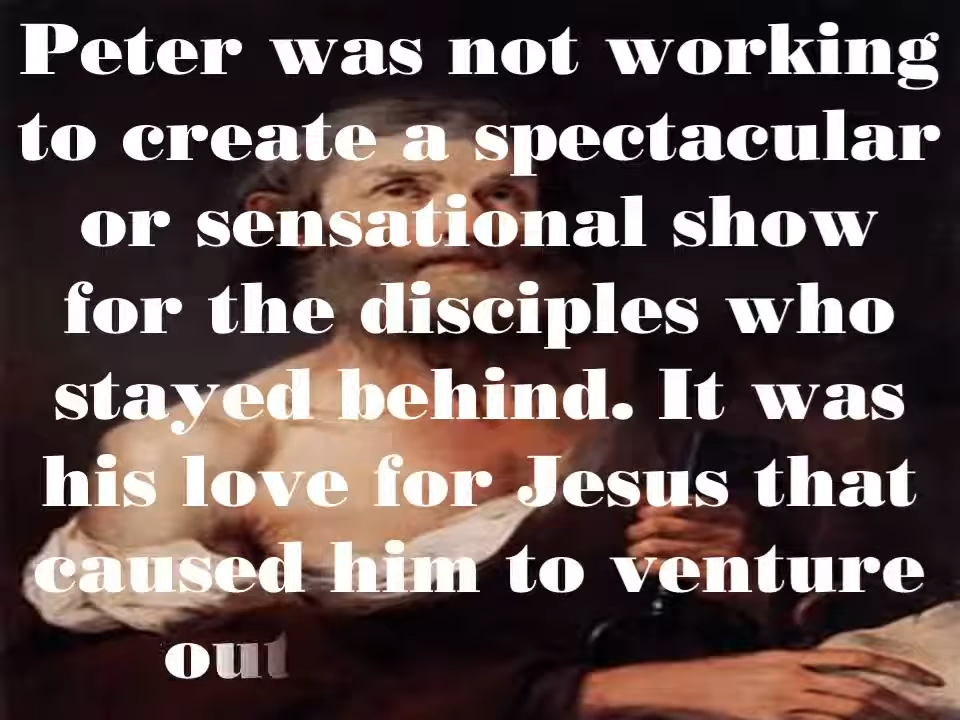 Peter was not working
to create a spectacular
or sensational show
for the disciples who
stayed behind. It was
his love for Jesus that
caused him to venture
out